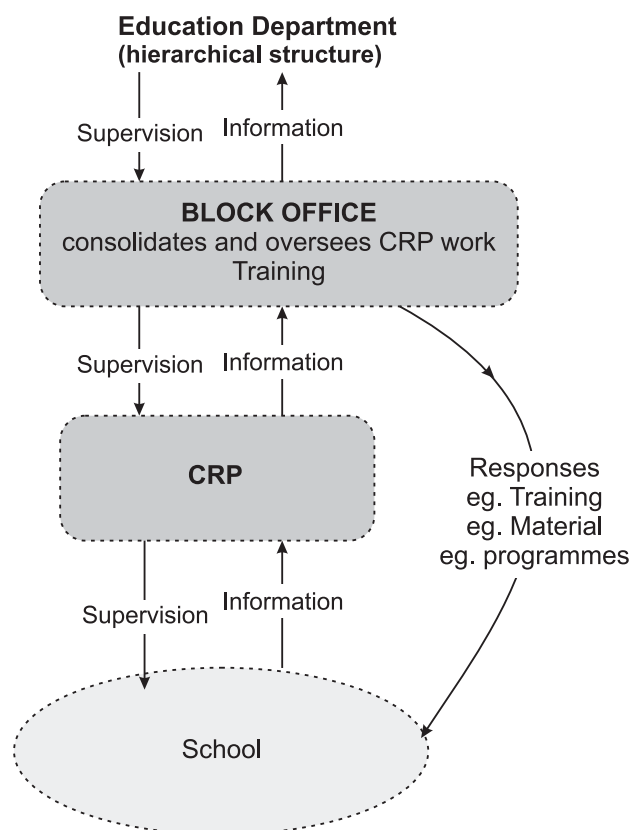 Education Department
(hierarchical structure)
Supervision
Information
BLOCK OFFICE
consolidates and oversees CRP work
Training
Supervision
Information
CRP
Responses
eg. Training
eg. Material
eg. programmes
Supervision
Information
School